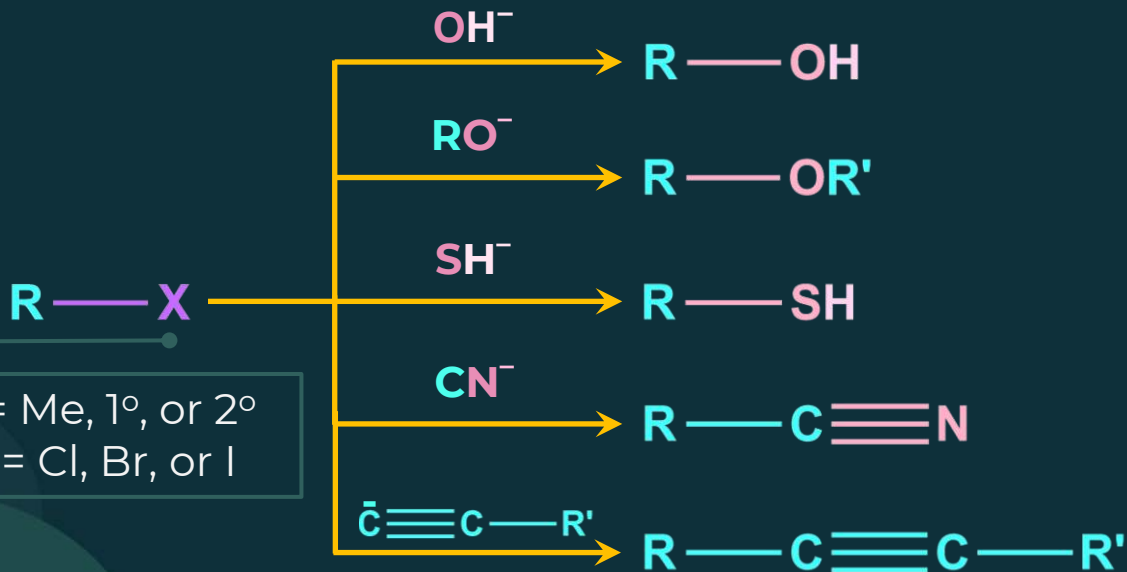 OH⁻
R — OH
RO⁻
R — OR'
SH⁻
R — X
R — SH
CN⁻
= Me, 1°, or 2°
= Cl, Br, or I
R — C≡N
C̄≡C — R'
R — C≡C — R'